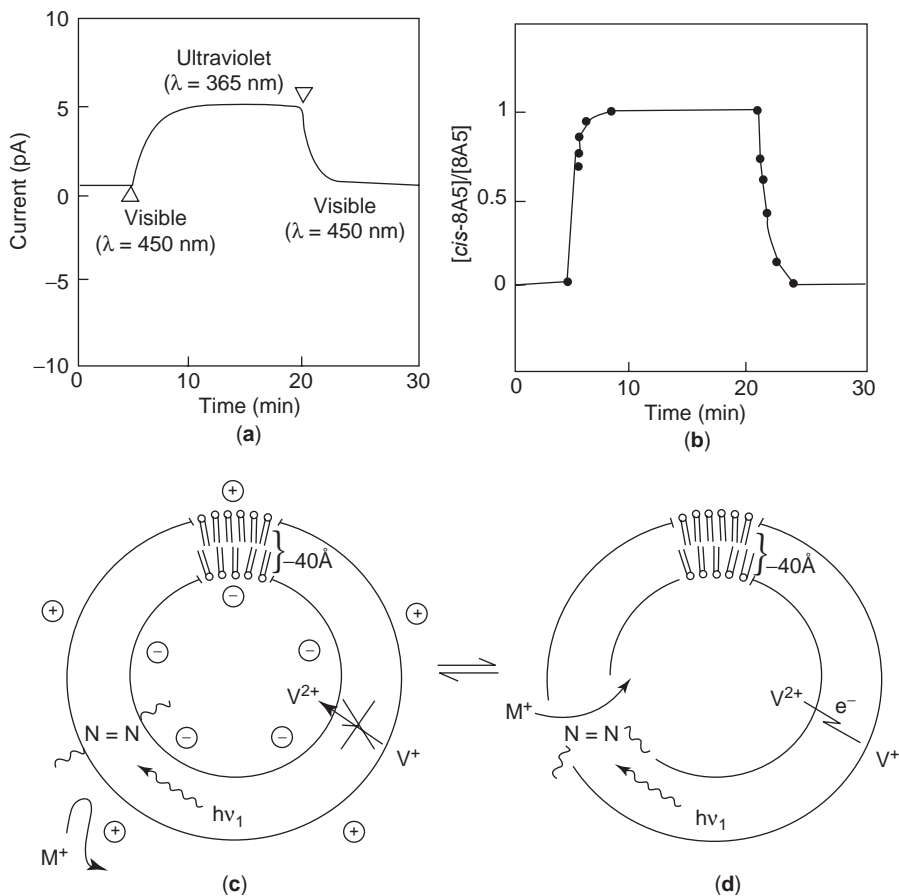 10
5
0
−5
−10
Current (pA)
Ultraviolet
(λ = 365 nm)
Visible
(λ = 450 nm)
Visible
(λ = 450 nm)
0
10
20
30
Time (min)
(a)
1
0.5
0
[cis-8A5]/[8A5]
0
10
20
30
Time (min)
(b)
+
−40Å
−
+
+
−
−
V2+
N = N
−
−
V+
hν1
+
+
M+
(c)
−40Å
V2+
e−
M+
N = N
V+
hν1
(d)